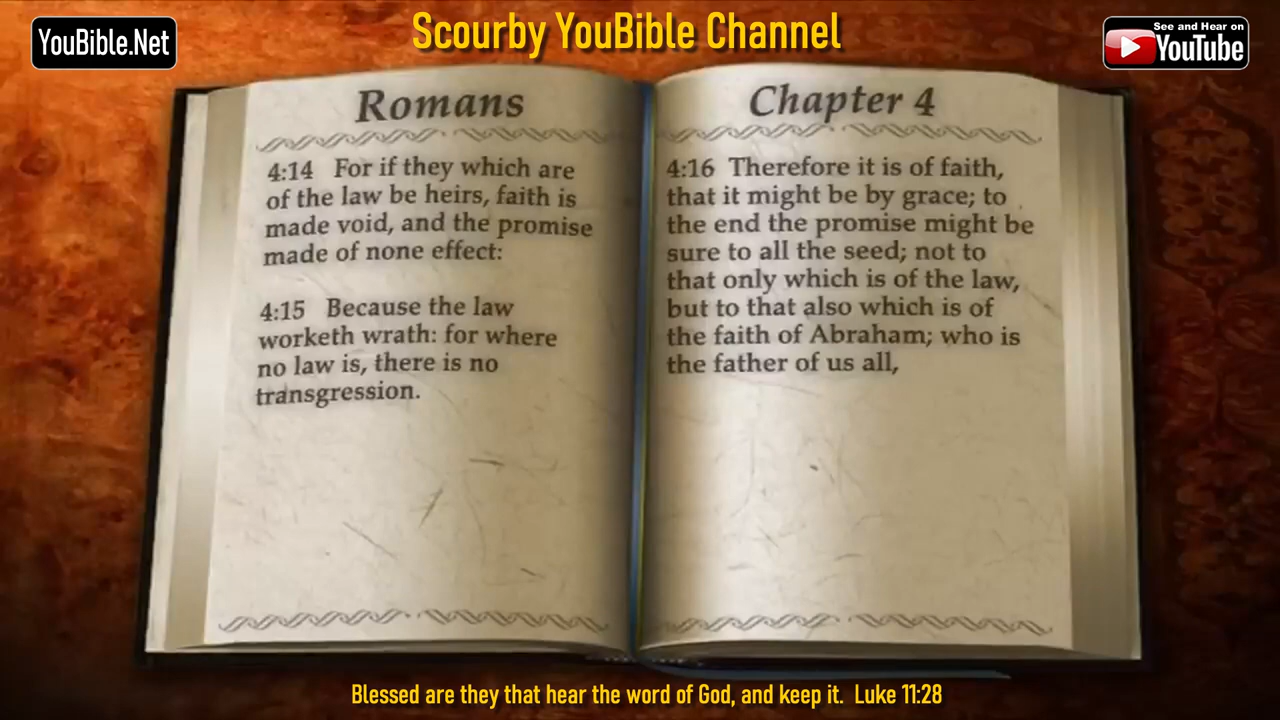 YouBible.Net
Scourby YouBible Channel
See and Hear on
YouTube
Romans
4:14 For if they which are
of the law be heirs, faith is
made void, and the promise
made of none effect:
4:15 Because the law
worketh wrath: for where
no law is, there is no
transgression.
Chapter 4
4:16 Therefore it is of faith,
that it might be by grace; to
the end the promise might be
sure to all the seed; not to
that only which is of the law,
but to that also which is of
the faith of Abraham; who is
the father of us all,
Blessed are they that hear the word of God, and keep it. Luke 11:28